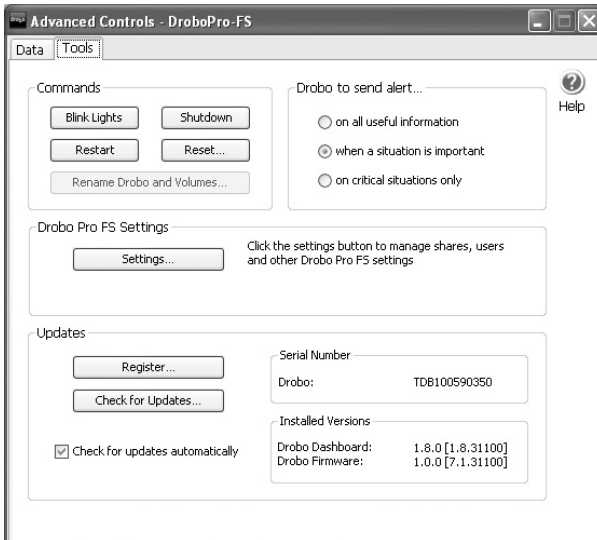 Advanced Controls - DroboPro-FS
Data
Tools
Commands
Blink Lights
Shutdown
Restart
Reset...
Rename Drobo and Volumes...
Drobo to send alert...
on all useful information
when a situation is important
on critical situations only
Help
Drobo Pro FS Settings
Settings...
Click the settings button to manage shares, users
and other Drobo Pro FS settings
Updates
Register...
Check for Updates...
Check for updates automatically
Serial Number
Drobo: TDB100590350
Installed Versions
Drobo Dashboard: 1.8.0 [1.8.31100]
Drobo Firmware: 1.0.0 [7.1.31100]